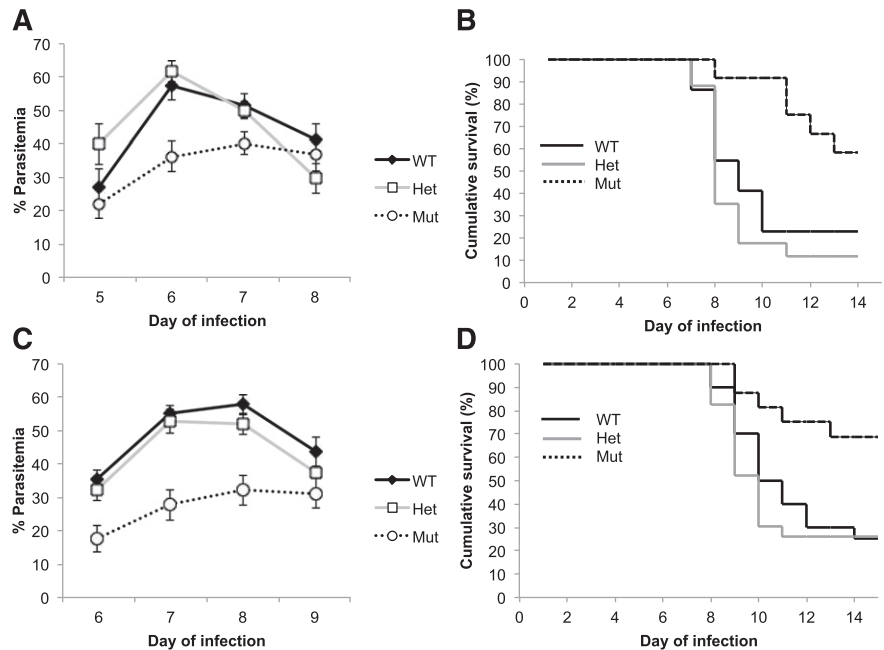 A
% Parasitemia
70
60
50
40
30
20
10
0
5 6 7 8
Day of infection
WT
Het
Mut
B
Cumulative survival (%)
100
90
80
70
60
50
40
30
20
10
0
0 2 4 6 8 10 12 14
Day of infection
WT
Het
Mut
C
% Parasitemia
70
60
50
40
30
20
10
0
6 7 8 9
Day of infection
WT
Het
Mut
D
Cumulative survival (%)
100
90
80
70
60
50
40
30
20
10
0
0 2 4 6 8 10 12 14
Day of infection
WT
Het
Mut